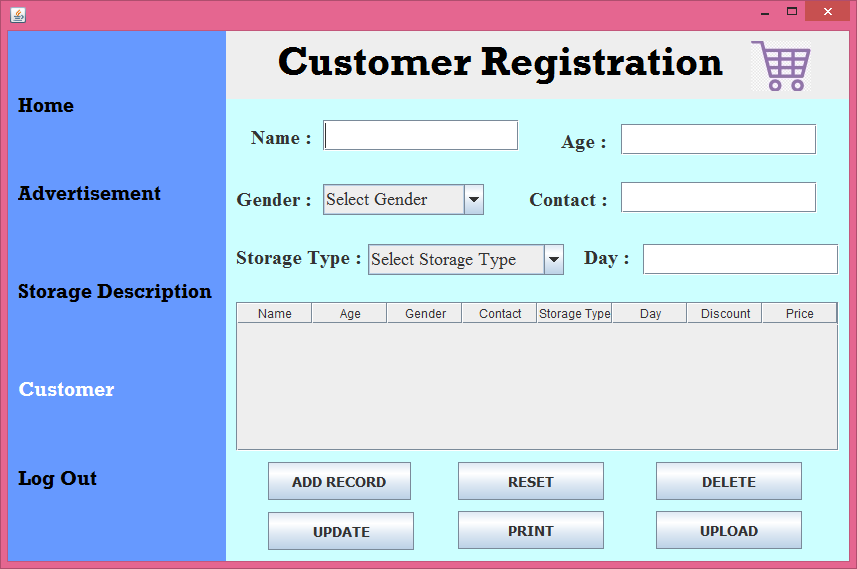 Customer Registration
Home
Advertisement
Storage Description
Customer
Log Out
Name :
Age :
Gender : Select Gender
Contact :
Storage Type : Select Storage Type
Day :
Name Age Gender Contact Storage Type Day Discount Price
ADD RECORD RESET DELETE
UPDATE PRINT UPLOAD